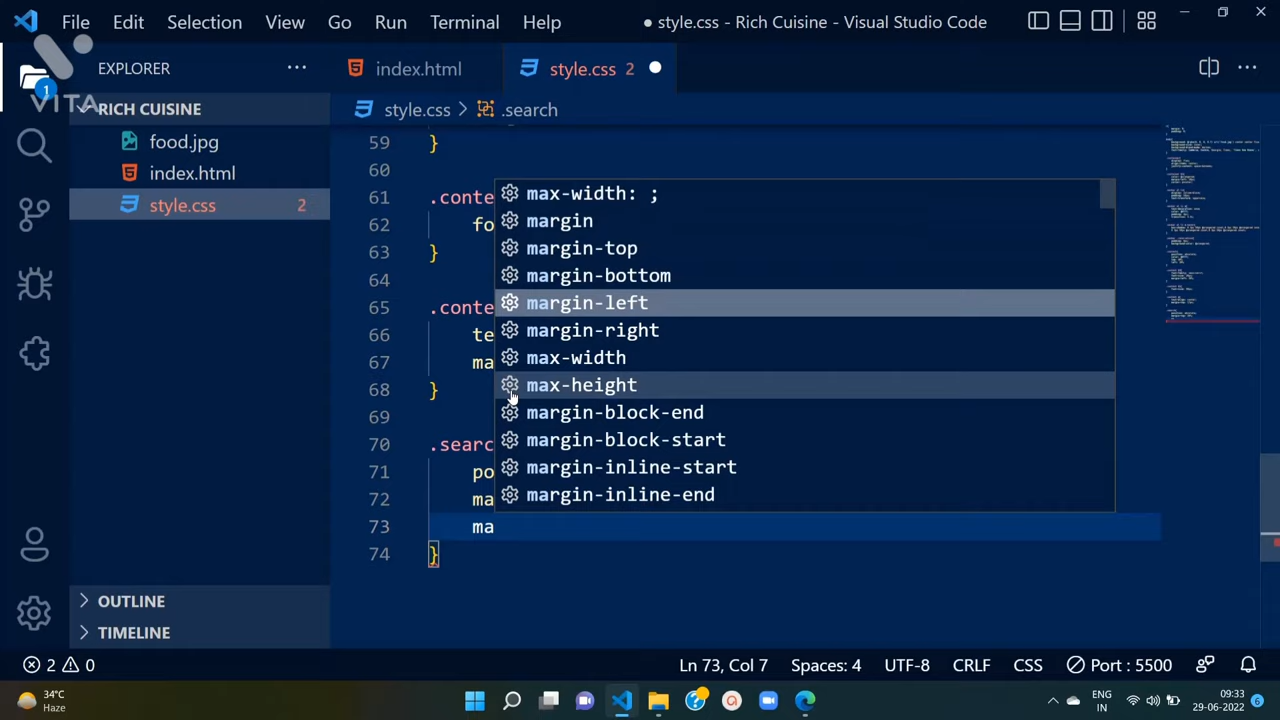 File Edit Selection View Go Run Terminal Help
● style.css - Rich Cuisine - Visual Studio Code
VITA
1
EXPLORER
RICH CUISINE
food.jpg
index.html
style.css 2
OUTLINE
TIMELINE
index.html
style.css 2
style.css > .search
59 }
60
61 .conte
62 fo
63 }
64
65 .conte
66 te
67 ma
68 }
69
70 .searc
71 po
72 ma
73 ma
74 }
max-width: ;
margin
margin-top
margin-bottom
margin-left
margin-right
max-width
max-height
margin-block-end
margin-block-start
margin-inline-start
margin-inline-end
2 0
Ln 73, Col 7 Spaces: 4 UTF-8 CRLF CSS Port : 5500
34°C
Haze
ENG
IN
09:33
29-06-2022
6